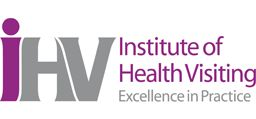 iHV
Institute of
Health Visiting
Excellence in Practice